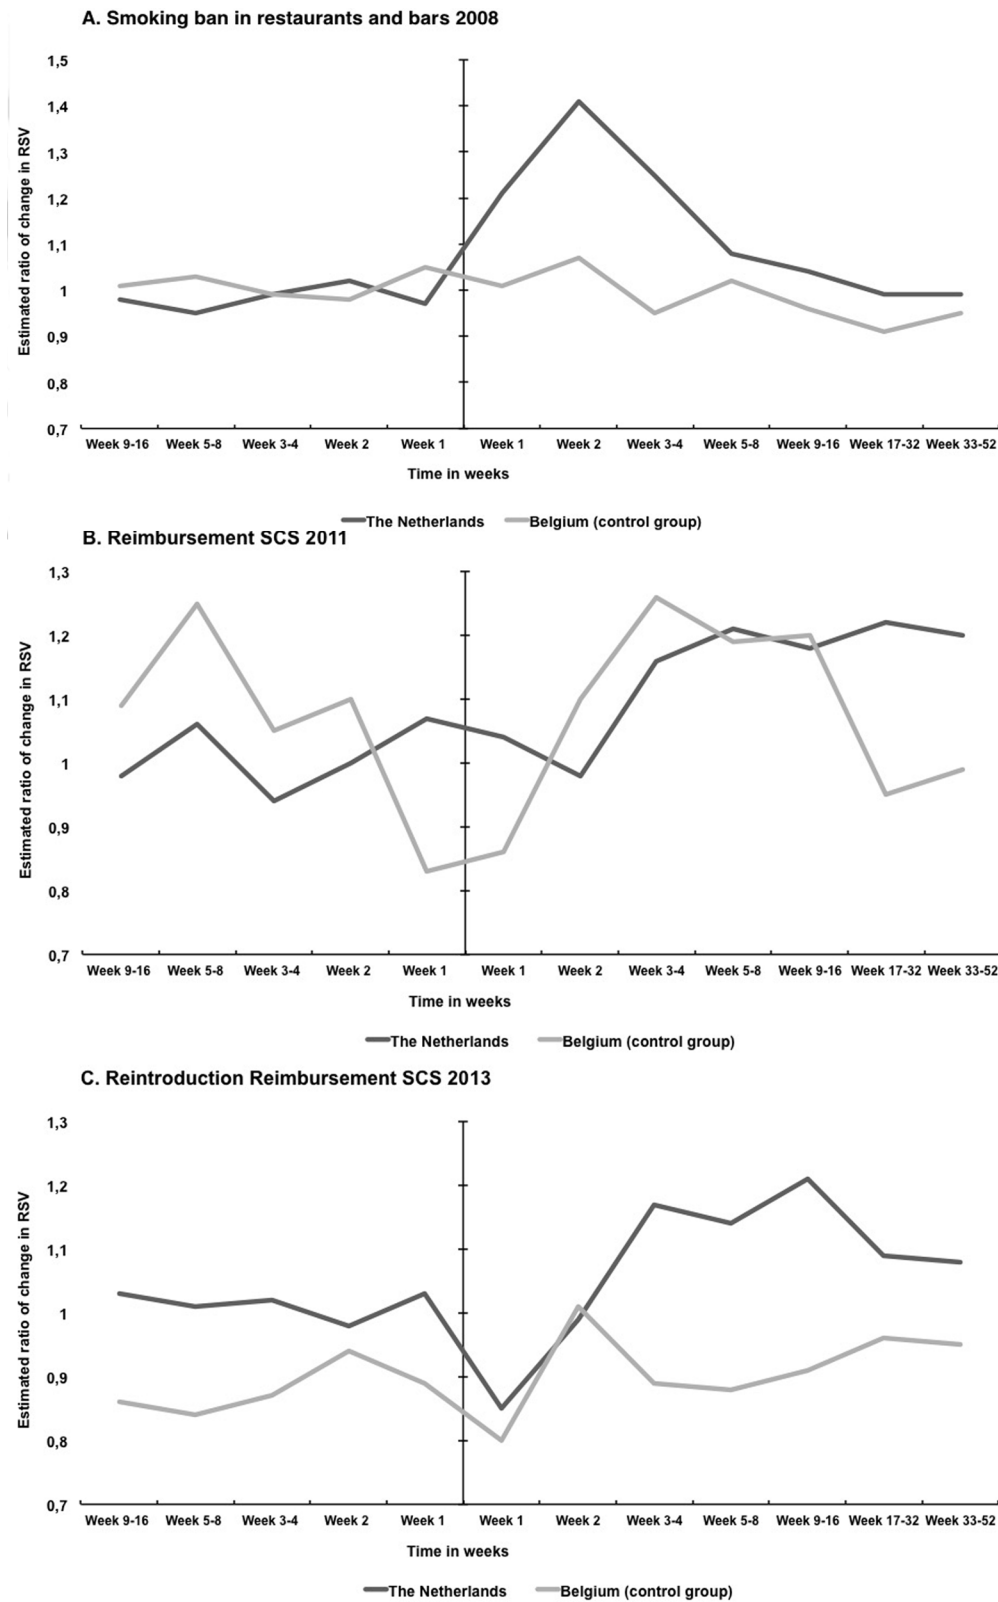 A. Smoking ban in restaurants and bars 2008
Estimated ratio of change in RSV
1,5
1,4
1,3
1,2
1,1
1
0,9
0,8
0,7
Week 9-16 Week 5-8 Week 3-4 Week 2 Week 1 Week 1 Week 2 Week 3-4 Week 5-8 Week 9-16 Week 17-32 Week 33-52
Time in weeks
The Netherlands Belgium (control group)
B. Reimbursement SCS 2011
Estimated ratio of change in RSV
1,3
1,2
1,1
1
0,9
0,8
0,7
Week 9-16 Week 5-8 Week 3-4 Week 2 Week 1 Week 1 Week 2 Week 3-4 Week 5-8 Week 9-16 Week 17-32 Week 33-52
Time in weeks
The Netherlands Belgium (control group)
C. Reintroduction Reimbursement SCS 2013
Estimated ratio of change in RSV
1,3
1,2
1,1
1
0,9
0,8
0,7
Week 9-16 Week 5-8 Week 3-4 Week 2 Week 1 Week 1 Week 2 Week 3-4 Week 5-8 Week 9-16 Week 17-32 Week 33-52
Time in weeks
The Netherlands Belgium (control group)